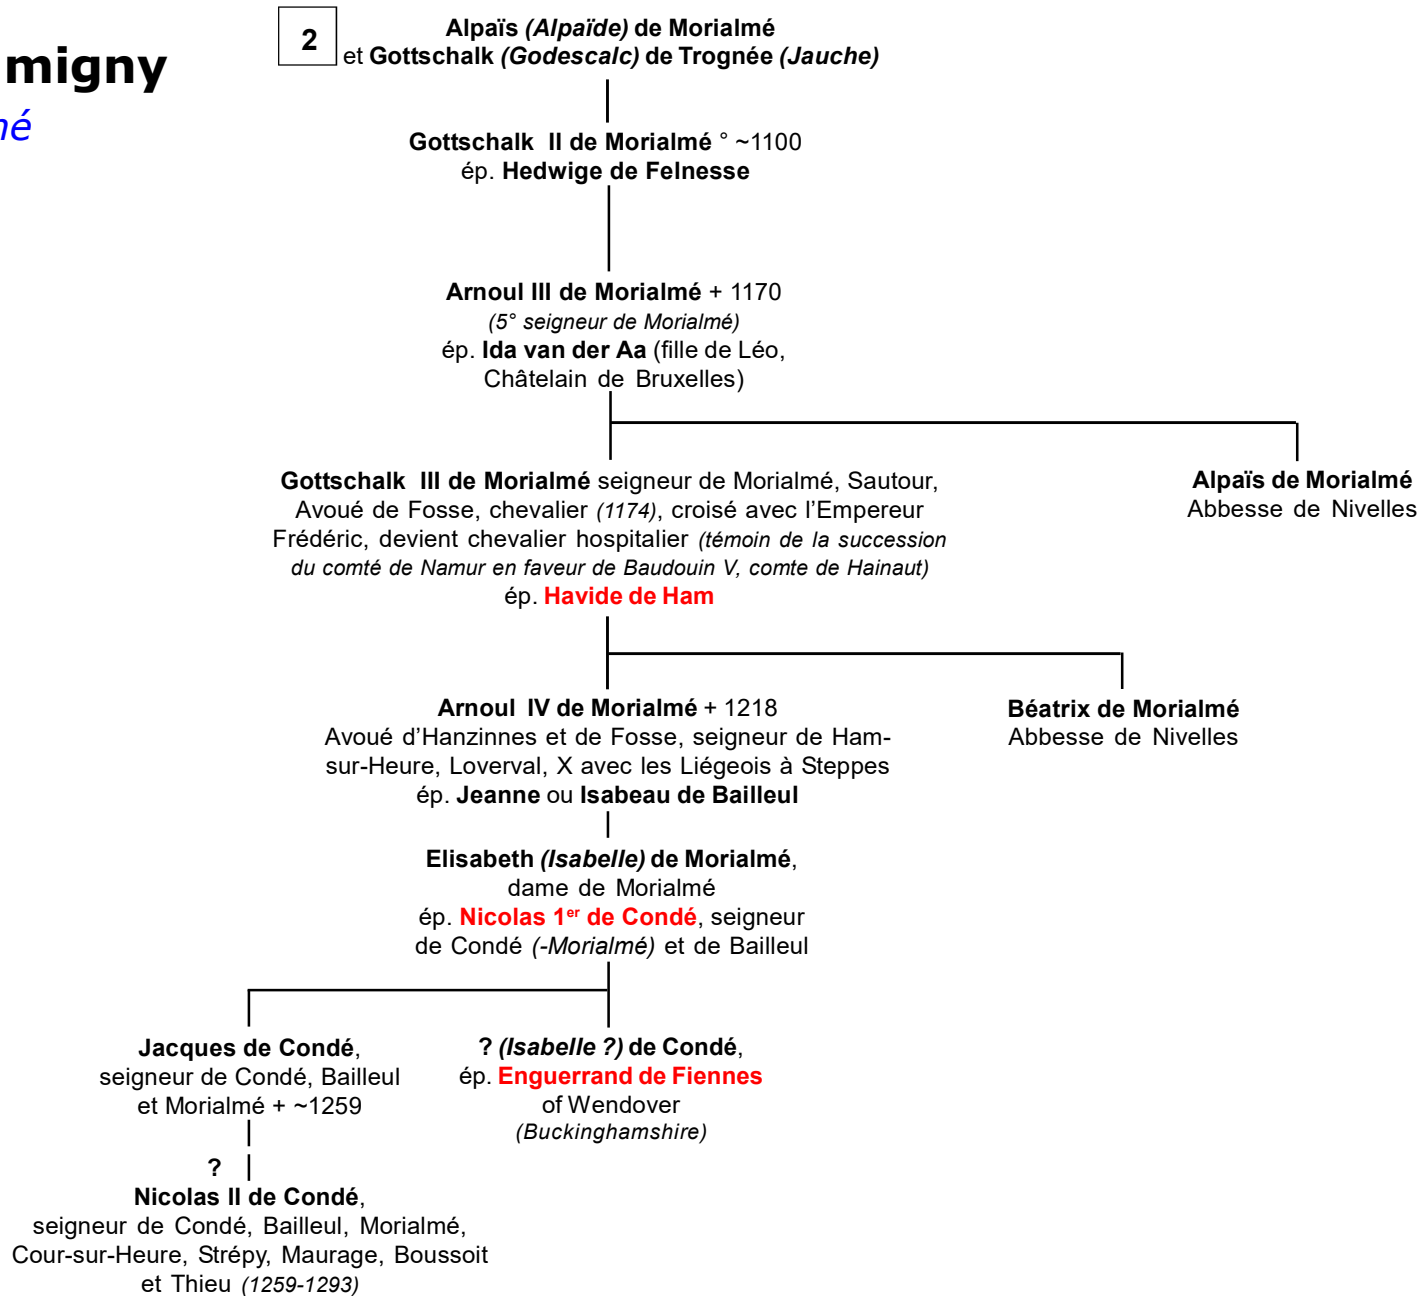 migny
né
2
Alpaïs (Alpaïde) de Morialmé
et Gottschalk (Godescalc) de Trognée (Jauche)
Gottschalk II de Morialmé ° ~1100
ép. Hedwige de Felnesse
Arnoul III de Morialmé + 1170
(5° seigneur de Morialmé)
ép. Ida van der Aa (fille de Léo,
Châtelain de Bruxelles)
Gottschalk III de Morialmé seigneur de Morialmé, Sautour,
Avoué de Fosse, chevalier (1174), croisé avec l'Empereur
Frédéric, devient chevalier hospitalier (témoin de la succession
du comté de Namur en faveur de Baudouin V, comte de Hainaut)
ép. Havide de Ham
Alpaïs de Morialmé
Abbesse de Nivelles
Arnoul IV de Morialmé + 1218
Avoué d'Hanzinnes et de Fosse, seigneur de Ham-
sur-Heure, Loverval, X avec les Liégeois à Steppes
ép. Jeanne ou Isabeau de Bailleul
Béatrix de Morialmé
Abbesse de Nivelles
Elisabeth (Isabelle) de Morialmé,
dame de Morialmé
ép. Nicolas 1er de Condé, seigneur
de Condé (-Morialmé) et de Bailleul
Jacques de Condé,
seigneur de Condé, Bailleul
et Morialmé + ~1259
? (Isabelle ?) de Condé,
ép. Enguerrand de Fiennes
of Wendover
(Buckinghamshire)
?
Nicolas II de Condé,
seigneur de Condé, Bailleul, Morialmé,
Cour-sur-Heure, Strépy, Maurage, Boussoit
et Thieu (1259-1293)